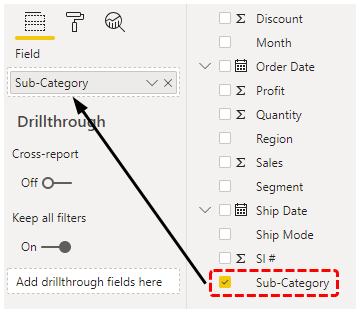 Field
Sub-Category
Drillthrough
Cross-report
Off
Keep all filters
On
Add drillthrough fields here
Σ Discount
Month
Order Date
Σ Profit
Σ Quantity
Region
Σ Sales
Segment
Ship Date
Ship Mode
Σ SI #
Sub-Category